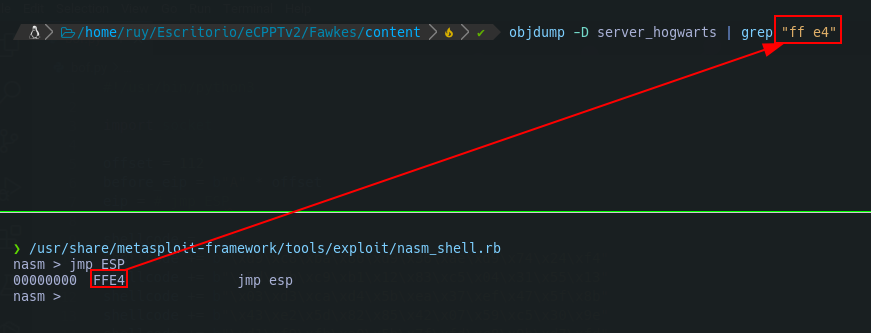 /home/ruy/Escritorio/eCPPTv2/Fawkes/content ✔ objdump -D server_hogwarts | grep "ff e4"
❯ /usr/share/metasploit-framework/tools/exploit/nasm_shell.rb
nasm > jmp ESP
00000000 FFE4 jmp esp
nasm >